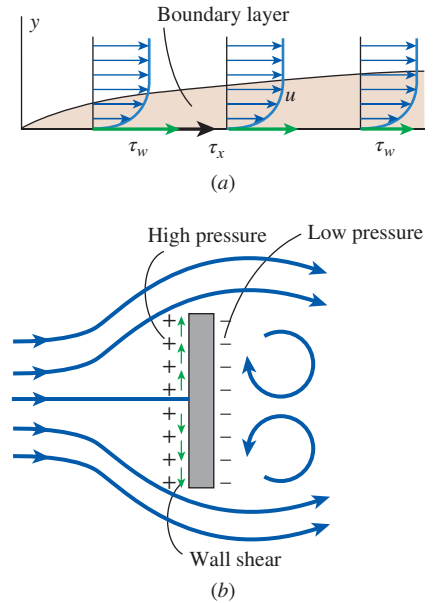 Boundary layer
y
u
τw τx τw
(a)
High pressure Low pressure
+ −
+ −
+ −
+ −
+ −
+ −
+ −
+ −
Wall shear
(b)